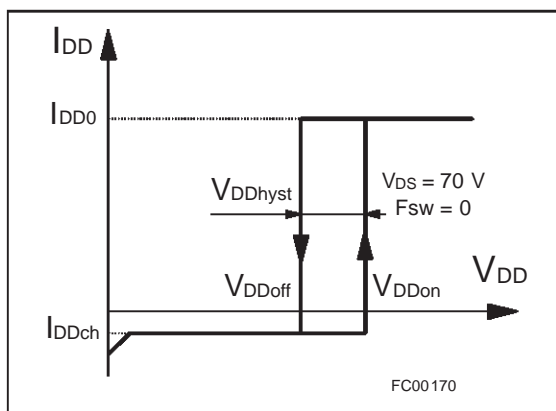 IDD
IDD0
VDDhyst
VDS = 70 V
Fsw = 0
VDDoff
VDDon
VDD
IDDch
FC00170